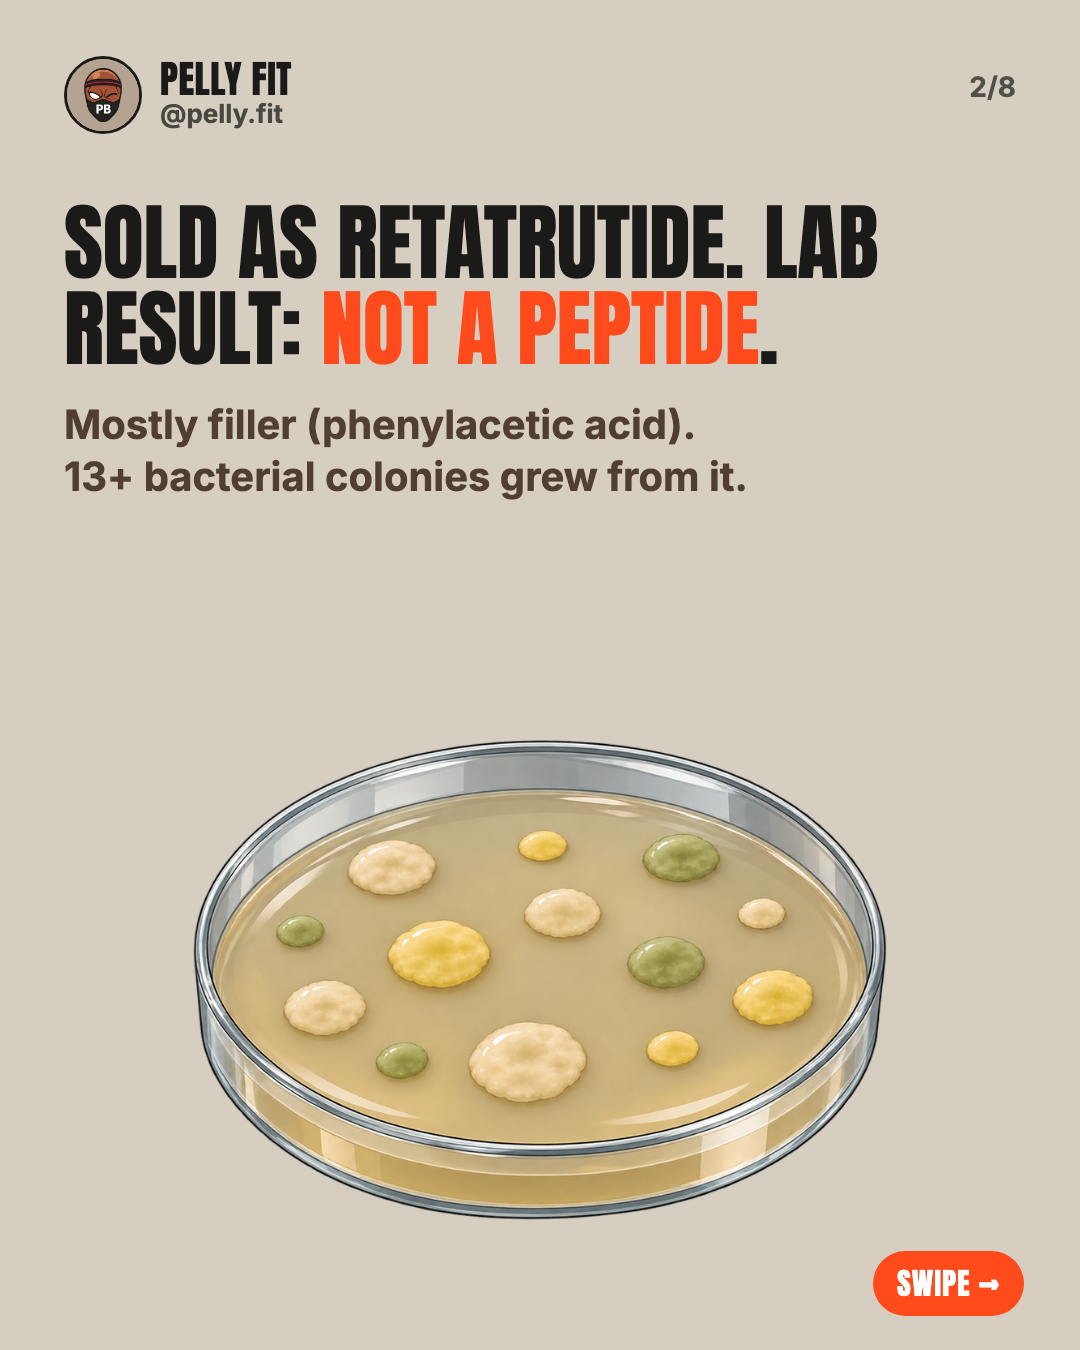 PELLY FIT
@pelly.fit
2/8
PB
SOLD AS RETATRUTIDE. LAB
RESULT: NOT A PEPTIDE.
Mostly filler (phenylacetic acid).
13+ bacterial colonies grew from it.
SWIPE →